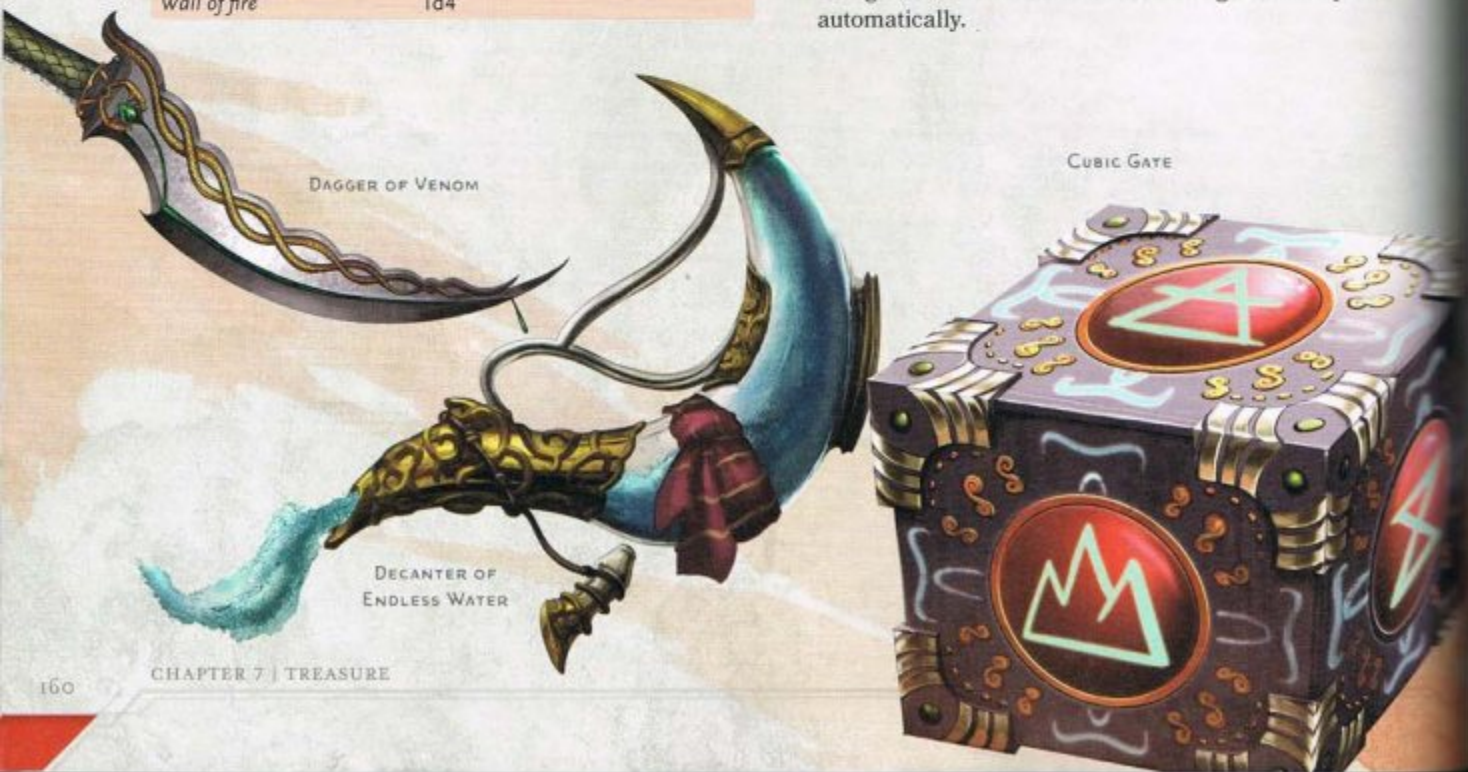 wall of fire 1d4
automatically.
DAGGER OF VENOM
CUBIC GATE
DECANTER OF
ENDLESS WATER
160
CHAPTER 7 | TREASURE